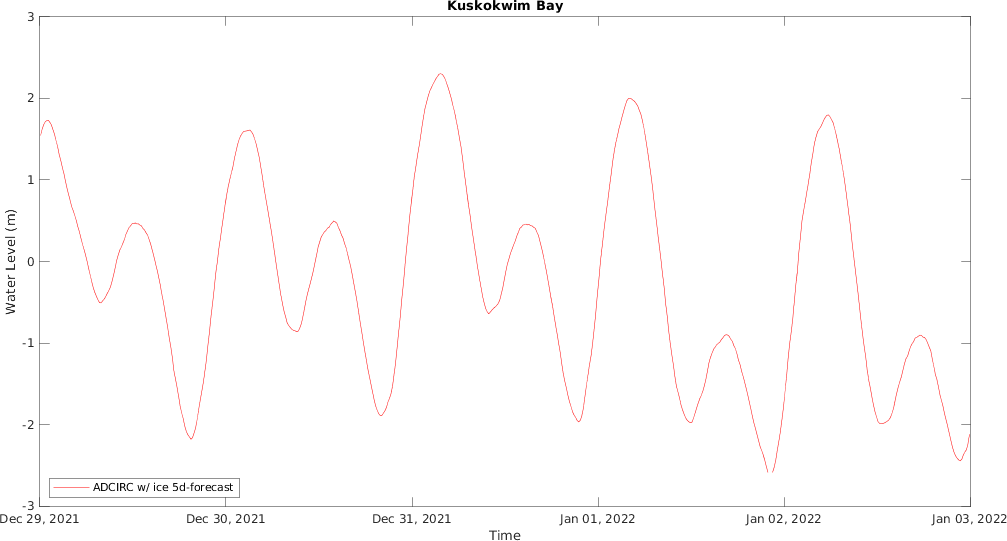 Kuskokwim Bay
3
2
1
0
-1
-2
-3
Water Level (m)
ADCIRC w/ ice 5d-forecast
Dec 29, 2021 Dec 30, 2021 Dec 31, 2021 Jan 01, 2022 Jan 02, 2022 Jan 03, 2022
Time